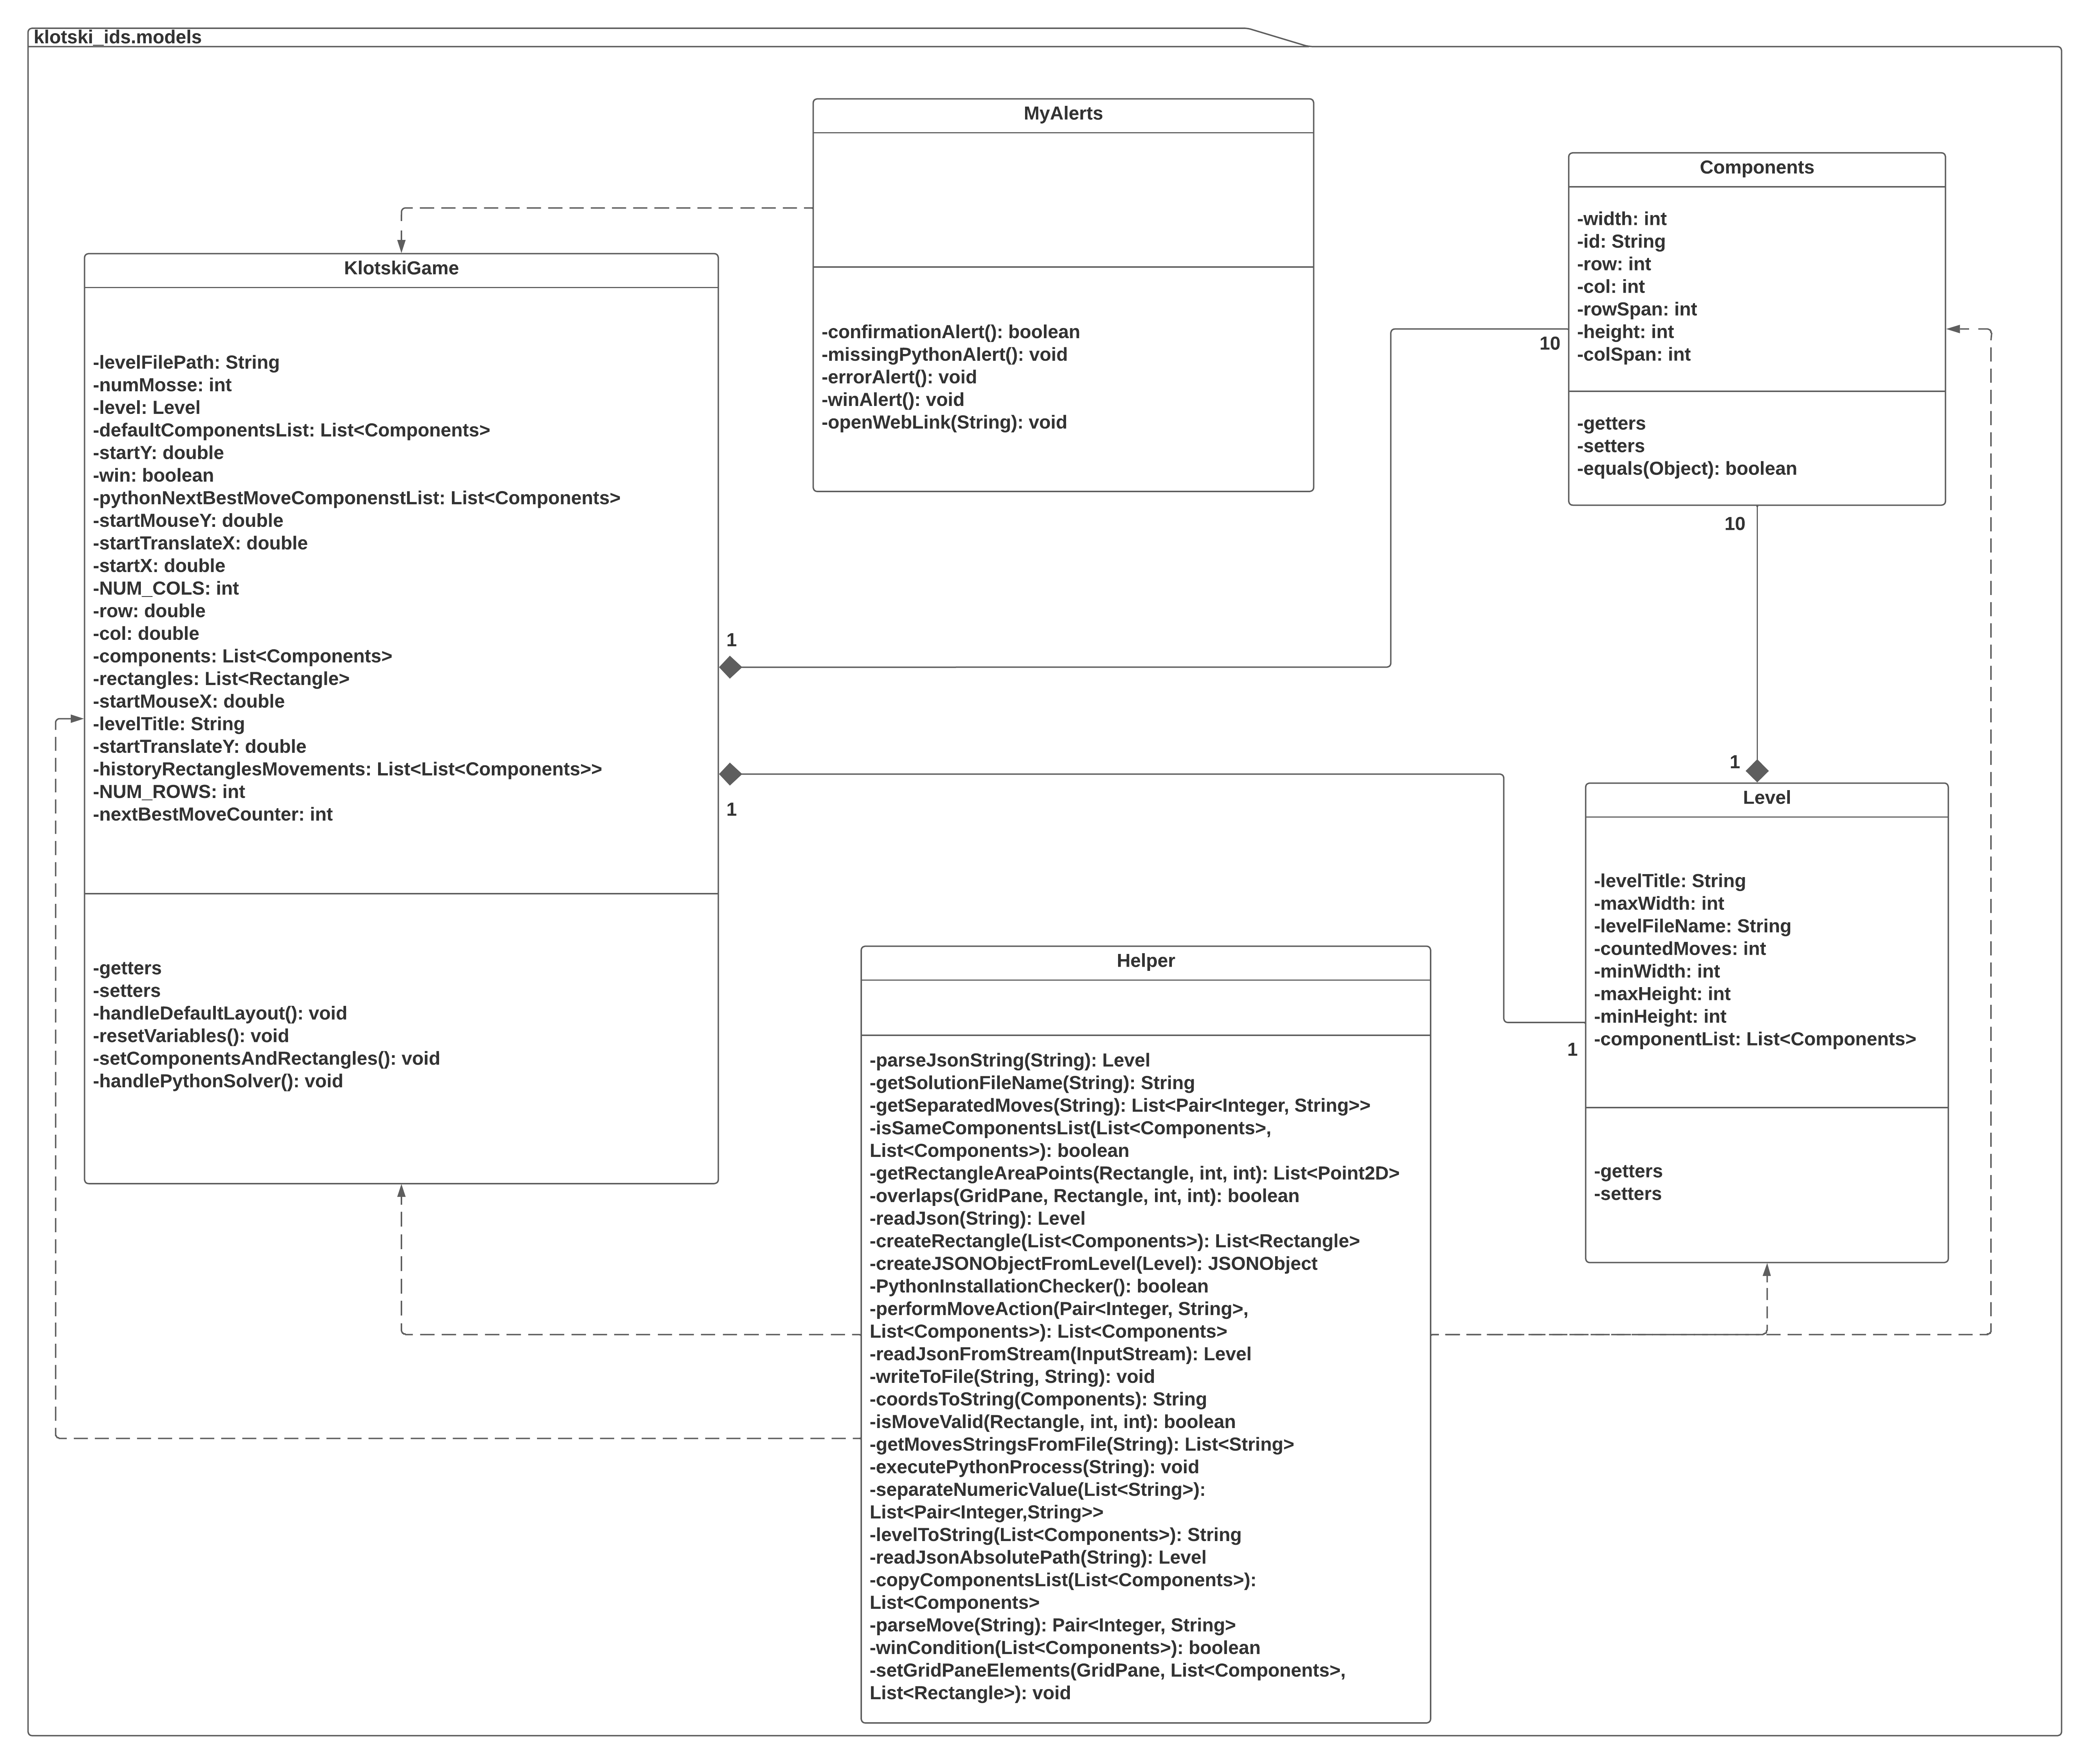 klotski_ids.models
MyAlerts
-confirmationAlert(): boolean
-missingPythonAlert(): void
-errorAlert(): void
-winAlert(): void
-openWebLink(String): void
Components
-width: int
-id: String
-row: int
-col: int
-rowSpan: int
-height: int
-colSpan: int
-getters
-setters
-equals(Object): boolean
10
10
KlotskiGame
-levelFilePath: String
-numMosse: int
-level: Level
-defaultComponentsList: List<Components>
-startY: double
-win: boolean
-pythonNextBestMoveComponenstList: List<Components>
-startMouseY: double
-startTranslateX: double
-startX: double
-NUM_COLS: int
-row: double
-col: double
-components: List<Components>
-rectangles: List<Rectangle>
-startMouseX: double
-levelTitle: String
-startTranslateY: double
-historyRectanglesMovements: List<List<Components>>
-NUM_ROWS: int
-nextBestMoveCounter: int
-getters
-setters
-handleDefaultLayout(): void
-resetVariables(): void
-setComponentsAndRectangles(): void
-handlePythonSolver(): void
1
1
1
Level
-levelTitle: String
-maxWidth: int
-levelFileName: String
-countedMoves: int
-minWidth: int
-maxHeight: int
-minHeight: int
-componentList: List<Components>
-getters
-setters
1
Helper
-parseJsonString(String): Level
-getSolutionFileName(String): String
-getSeparatedMoves(String): List<Pair<Integer, String>>
-isSameComponentsList(List<Components>,
List<Components>): boolean
-getRectangleAreaPoints(Rectangle, int, int): List<Point2D>
-overlaps(GridPane, Rectangle, int, int): boolean
-readJson(String): Level
-createRectangle(List<Components>): List<Rectangle>
-createJSONObjectFromLevel(Level): JSONObject
-PythonInstallationChecker(): boolean
-performMoveAction(Pair<Integer, String>,
List<Components>): List<Components>
-readJsonFromStream(InputStream): Level
-writeToFile(String, String): void
-coordsToString(Components): String
-isMoveValid(Rectangle, int, int): boolean
-getMovesStringsFromFile(String): List<String>
-executePythonProcess(String): void
-separateNumericValue(List<String>):
List<Pair<Integer,String>>
-levelToString(List<Components>): String
-readJsonAbsolutePath(String): Level
-copyComponentsList(List<Components>):
List<Components>
-parseMove(String): Pair<Integer, String>
-winCondition(List<Components>): boolean
-setGridPaneElements(GridPane, List<Components>,
List<Rectangle>): void